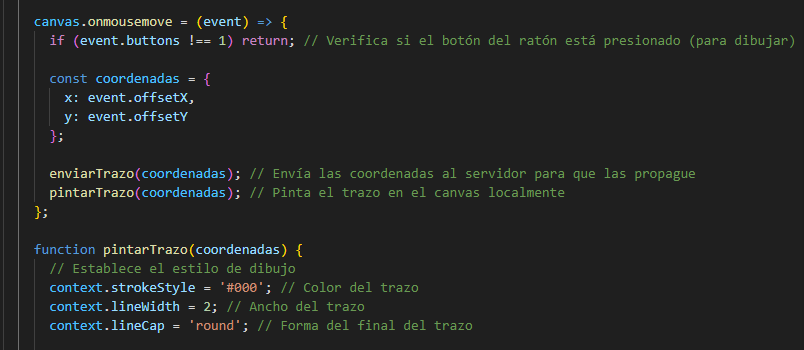 canvas.onmousemove = (event) => {
if (event.buttons !== 1) return; // Verifica si el botón del ratón está presionado (para dibujar)
const coordenadas = {
x: event.offsetX,
y: event.offsetY
};
enviarTrazo(coordenadas); // Envía las coordenadas al servidor para que las propague
pintarTrazo(coordenadas); // Pinta el trazo en el canvas localmente
};
function pintarTrazo(coordenadas) {
// Establece el estilo de dibujo
context.strokeStyle = '#000'; // Color del trazo
context.lineWidth = 2; // Ancho del trazo
context.lineCap = 'round'; // Forma del final del trazo